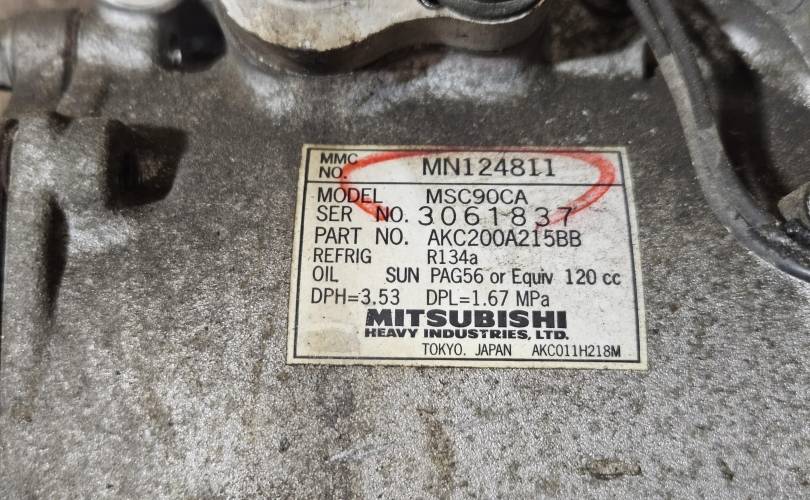 MMC NO. MN124811
MODEL MSC90CA
SER NO. 3061837
PART NO. AKC200A215BB
REFRIG R134a
OIL SUN PAG56 or Equiv 120 cc
DPH=3.53 DPL=1.67 MPa
MITSUBISHI
HEAVY INDUSTRIES, LTD.
TOKYO. JAPAN AKC011H218M